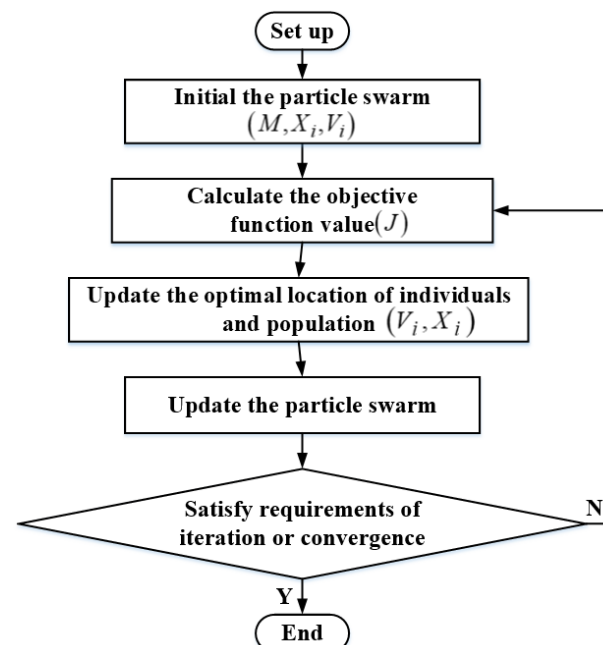 Set up
Initial the particle swarm
(M, X_i, V_i)
Calculate the objective
function value(J)
Update the optimal location of individuals
and population (V_i, X_i)
Update the particle swarm
Satisfy requirements of
iteration or convergence
N
Y
End